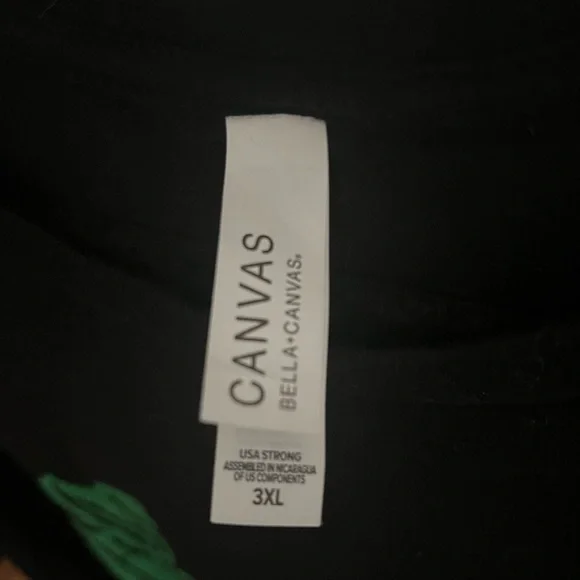 CANVAS
BELLA+CANVAS®
USA STRONG
ASSEMBLED IN NICARAGUA
OF US COMPONENTS
3XL